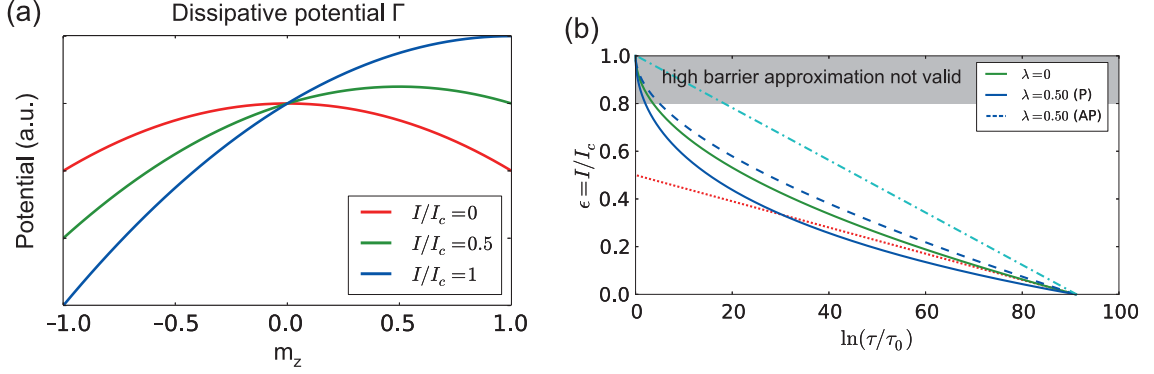 (a)
Dissipative potential Γ
Potential (a.u.)
I/I_c=0
I/I_c=0.5
I/I_c=1
−1.0
−0.5
0.0
0.5
1.0
m_z
(b)
high barrier approximation not valid
λ=0
λ=0.50 (P)
λ=0.50 (AP)
ϵ=I/I_c
1.0
0.8
0.6
0.4
0.2
0.0
0
20
40
60
80
100
ln(τ/τ_0)